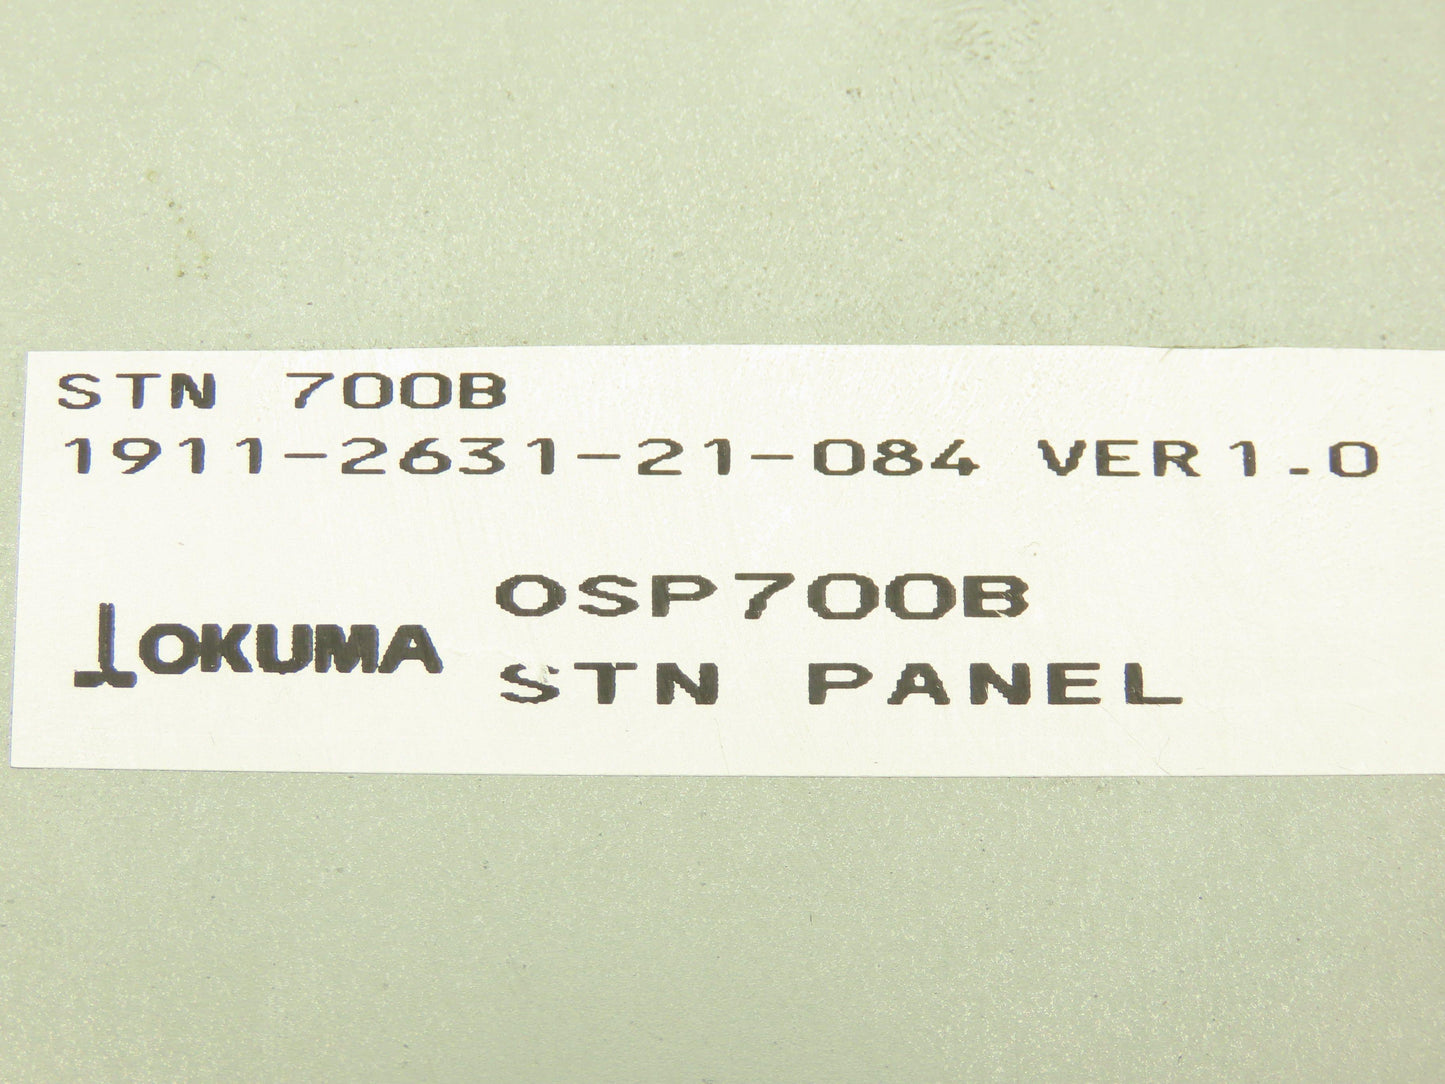 STN 700B
1911-2631-21-084 VER1.0
OSP700B
OKUMA
STN PANEL